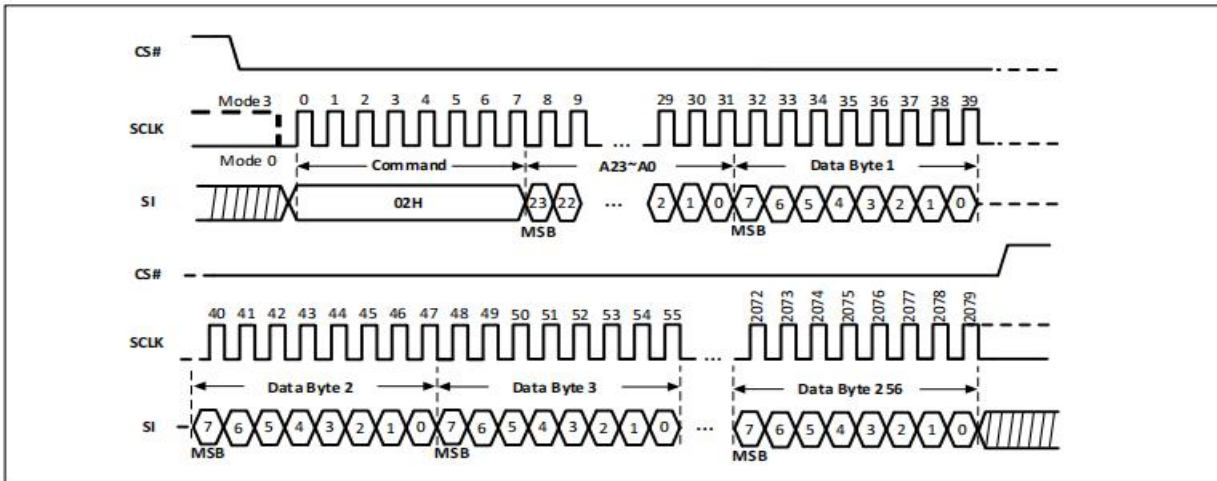 CS#
Mode 3 0 1 2 3 4 5 6 7 8 9 29 30 31 32 33 34 35 36 37 38 39
SCLK
Mode 0 Command A23~A0 Data Byte 1
SI 02H 23 22 ... 2 1 0 7 6 5 4 3 2 1 0
MSB MSB
CS#
40 41 42 43 44 45 46 47 48 49 50 51 52 53 54 55 2072 2073 2074 2075 2076 2077 2078 2079
SCLK ...
Data Byte 2 Data Byte 3 Data Byte 256
SI 7 6 5 4 3 2 1 0 7 6 5 4 3 2 1 0 ... 7 6 5 4 3 2 1 0
MSB MSB MSB